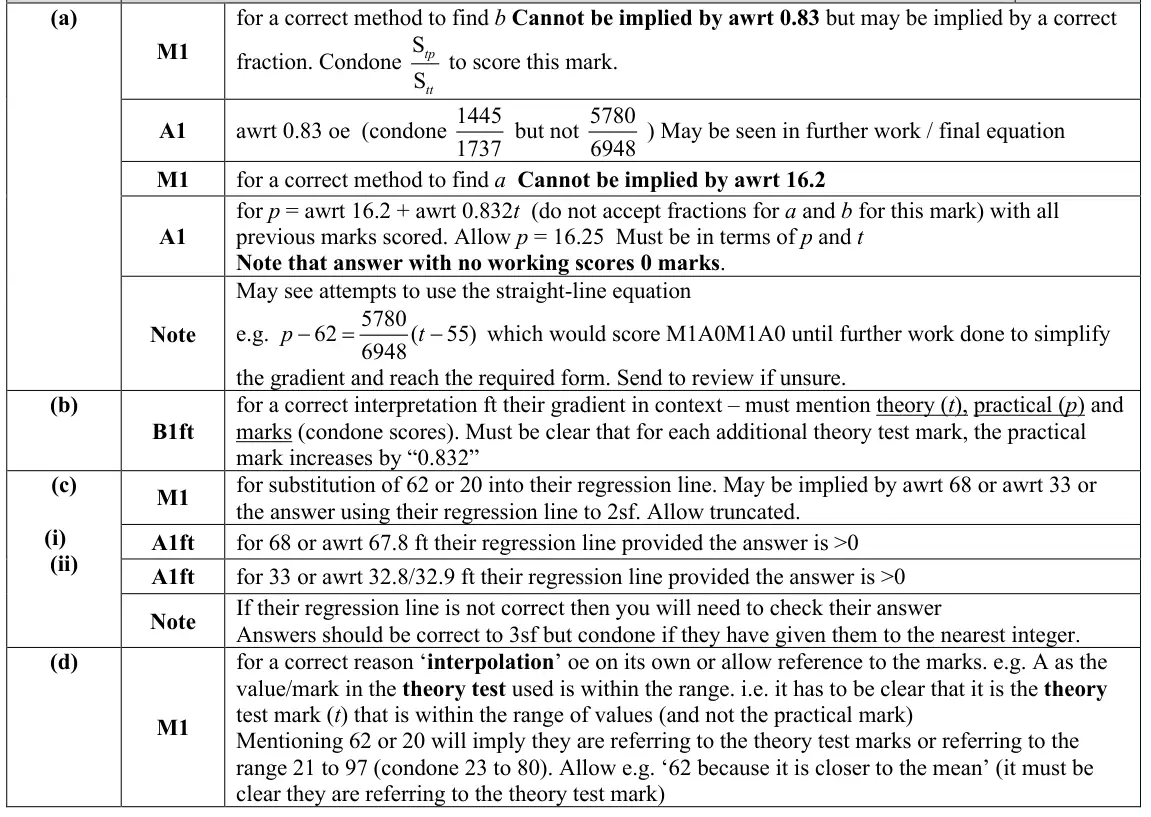 (a)
M1
for a correct method to find b Cannot be implied by awrt 0.83 but may be implied by a correct
fraction. Condone S_tp/S_tt to score this mark.
A1
awrt 0.83 oe (condone 1445/1737 but not 5780/6948 ) May be seen in further work / final equation
M1
for a correct method to find a Cannot be implied by awrt 16.2
A1
for p = awrt 16.2 + awrt 0.832t (do not accept fractions for a and b for this mark) with all
previous marks scored. Allow p = 16.25 Must be in terms of p and t
Note that answer with no working scores 0 marks.
Note
May see attempts to use the straight-line equation
e.g. p − 62 = 5780/6948 (t − 55) which would score M1A0M1A0 until further work done to simplify
the gradient and reach the required form. Send to review if unsure.
(b)
B1ft
for a correct interpretation ft their gradient in context – must mention theory (t), practical (p) and
marks (condone scores). Must be clear that for each additional theory test mark, the practical
mark increases by “0.832”
(c)
M1
for substitution of 62 or 20 into their regression line. May be implied by awrt 68 or awrt 33 or
the answer using their regression line to 2sf. Allow truncated.
(i)
A1ft
for 68 or awrt 67.8 ft their regression line provided the answer is >0
(ii)
A1ft
for 33 or awrt 32.8/32.9 ft their regression line provided the answer is >0
Note
If their regression line is not correct then you will need to check their answer
Answers should be correct to 3sf but condone if they have given them to the nearest integer.
(d)
M1
for a correct reason ‘interpolation’ oe on its own or allow reference to the marks. e.g. A as the
value/mark in the theory test used is within the range. i.e. it has to be clear that it is the theory
test mark (t) that is within the range of values (and not the practical mark)
Mentioning 62 or 20 will imply they are referring to the theory test marks or referring to the
range 21 to 97 (condone 23 to 80). Allow e.g. ‘62 because it is closer to the mean’ (it must be
clear they are referring to the theory test mark)